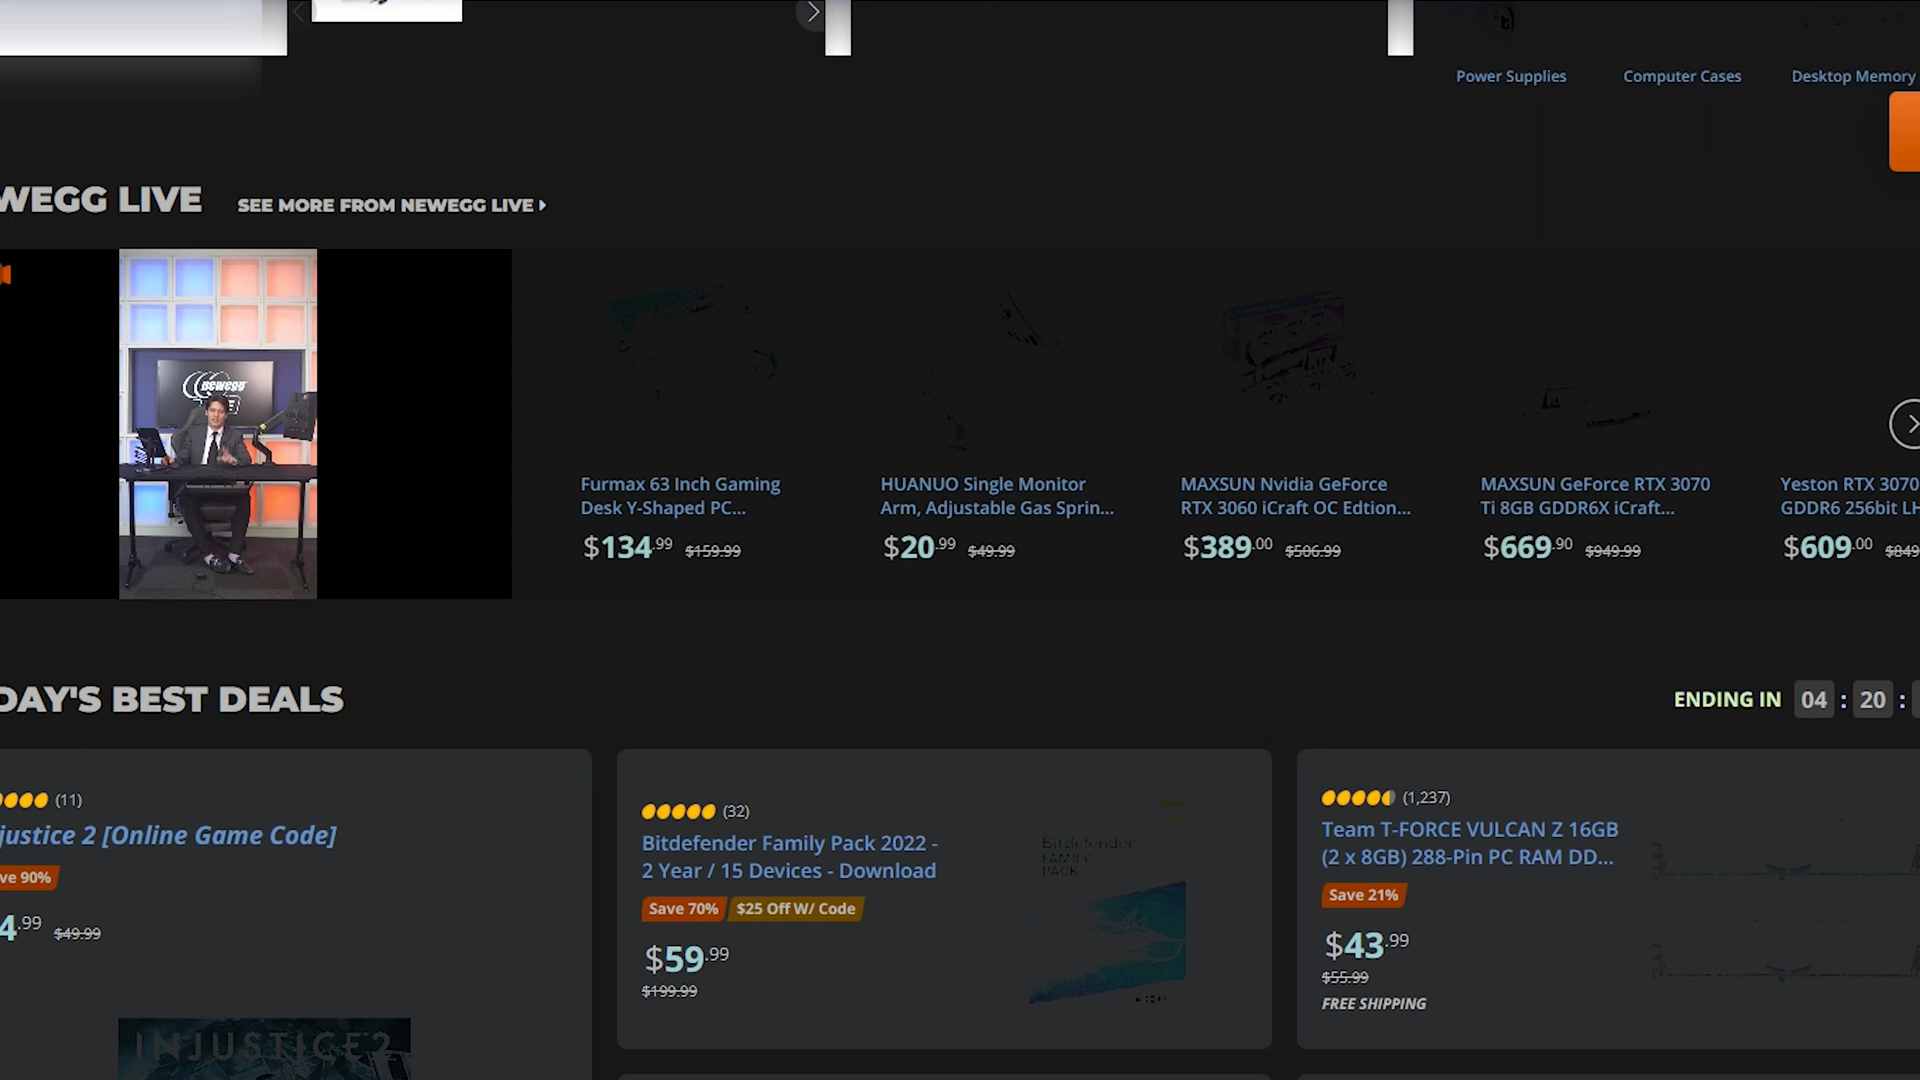 Power Supplies
Computer Cases
Desktop Memory
WEGG LIVE
SEE MORE FROM NEWEGG LIVE
newegg
Furmax 63 Inch Gaming
Desk Y-Shaped PC...
$134.99 $159.99
HUANUO Single Monitor
Arm, Adjustable Gas Sprin...
$20.99 $49.99
MAXSUN Nvidia GeForce
RTX 3060 iCraft OC Edtion...
$389.00 $506.99
MAXSUN GeForce RTX 3070
Ti 8GB GDDR6X iCraft...
$669.90 $949.99
Yeston RTX 3070
GDDR6 256bit LH
$609.00 $849
DAY'S BEST DEALS
ENDING IN 04 : 20 :
(11)
justice 2 [Online Game Code]
ve 90%
4.99 $49.99
INJUSTICE 2
(32)
Bitdefender Family Pack 2022 -
2 Year / 15 Devices - Download
Save 70% $25 Off W/ Code
$59.99
$199.99
Bitdefender
FAMILY
PACK
(1,237)
Team T-FORCE VULCAN Z 16GB
(2 x 8GB) 288-Pin PC RAM DD...
Save 21%
$43.99
$55.99
FREE SHIPPING